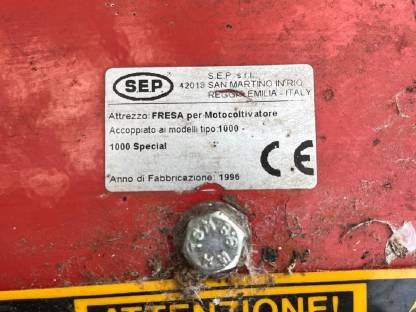 SEP
S.E.P. s.r.l.
42013 SAN MARTINO IN RIO
REGGIO EMILIA - ITALY
Attrezzo: FRESA per Motocoltivatore
Accoppiato ai modelli tipo:1000 -
1000 Special
CE
Anno di Fabbricazione: 1996
ATTENZIONE!